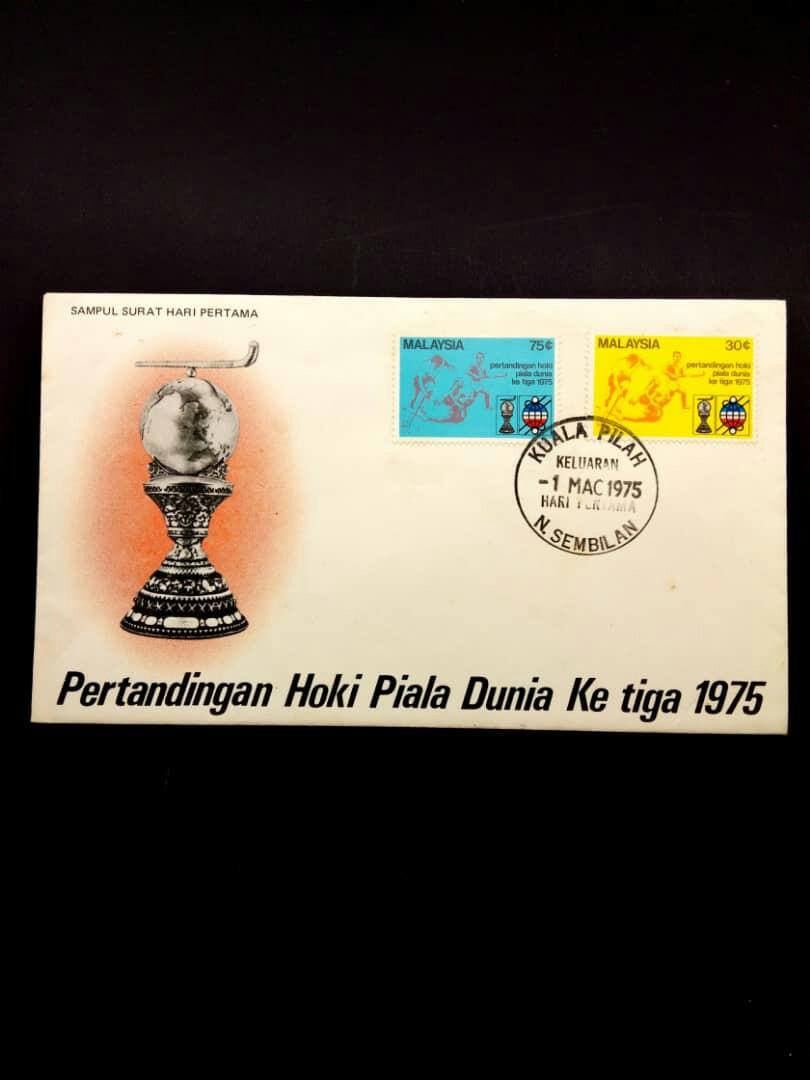 SAMPUL SURAT HARI PERTAMA
MALAYSIA 75¢
pertandingan hoki
piala dunia
ke tiga 1975
MALAYSIA 30¢
pertandingan hoki
piala dunia
ke tiga 1975
KUALA PILAH
KELUARAN
-1 MAC 1975
HARI PERTAMA
N. SEMBILAN
Pertandingan Hoki Piala Dunia Ke tiga 1975